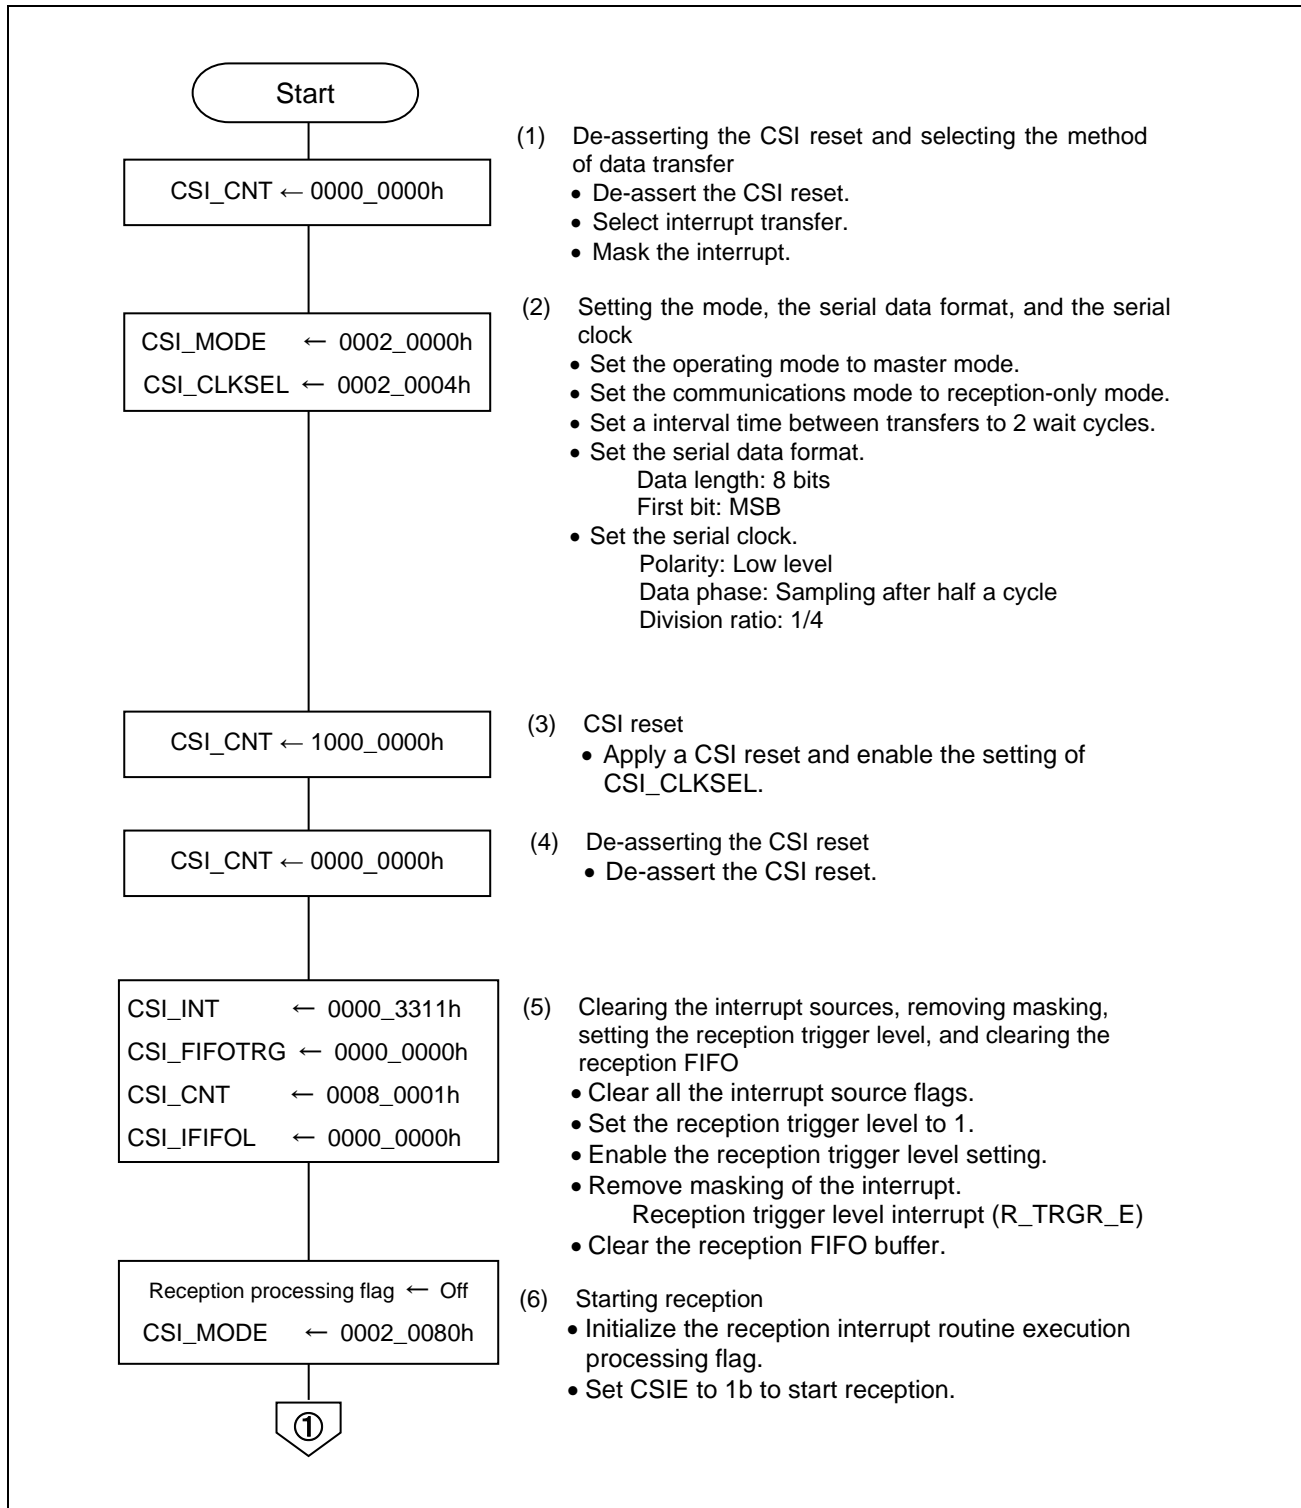 Start
CSI_CNT ← 0000_0000h
(1) De-asserting the CSI reset and selecting the method
of data transfer
• De-assert the CSI reset.
• Select interrupt transfer.
• Mask the interrupt.
CSI_MODE ← 0002_0000h
CSI_CLKSEL ← 0002_0004h
(2) Setting the mode, the serial data format, and the serial
clock
• Set the operating mode to master mode.
• Set the communications mode to reception-only mode.
• Set a interval time between transfers to 2 wait cycles.
• Set the serial data format.
Data length: 8 bits
First bit: MSB
• Set the serial clock.
Polarity: Low level
Data phase: Sampling after half a cycle
Division ratio: 1/4
CSI_CNT ← 1000_0000h
(3) CSI reset
• Apply a CSI reset and enable the setting of
CSI_CLKSEL.
CSI_CNT ← 0000_0000h
(4) De-asserting the CSI reset
• De-assert the CSI reset.
CSI_INT ← 0000_3311h
CSI_FIFOTRG ← 0000_0000h
CSI_CNT ← 0008_0001h
CSI_IFIFOL ← 0000_0000h
(5) Clearing the interrupt sources, removing masking,
setting the reception trigger level, and clearing the
reception FIFO
• Clear all the interrupt source flags.
• Set the reception trigger level to 1.
• Enable the reception trigger level setting.
• Remove masking of the interrupt.
Reception trigger level interrupt (R_TRGR_E)
• Clear the reception FIFO buffer.
Reception processing flag ← Off
CSI_MODE ← 0002_0080h
(6) Starting reception
• Initialize the reception interrupt routine execution
processing flag.
• Set CSIE to 1b to start reception.
①